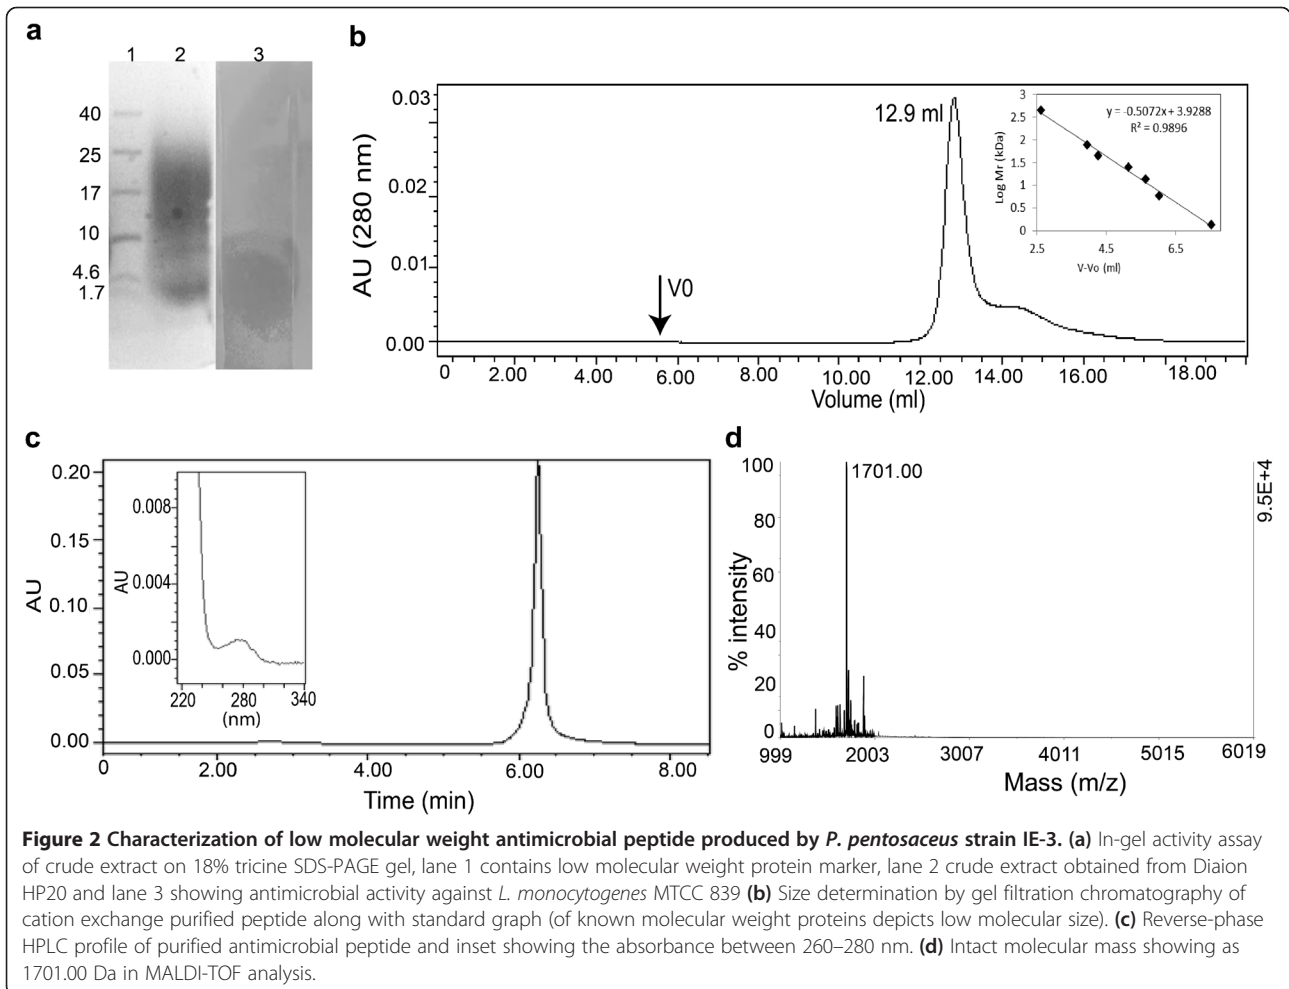 a
1 2 3
40
25
17
10
4.6
1.7
b
0.03
0.02
0.01
0.00
AU (280 nm)
12.9 ml
V0
0 2.00 4.00 6.00 8.00 10.00 12.00 14.00 16.00 18.00
Volume (ml)
3
2.5
2
1.5
1
0.5
0
Log Mr (kDa)
y = -0.5072x + 3.9288
R² = 0.9896
2.5 4.5 6.5
V-Vo (ml)
c
0.20
0.15
0.10
0.05
0.00
AU
0 2.00 4.00 6.00 8.00
Time (min)
0.008
0.004
0.000
AU
220 280 340
(nm)
d
100
80
60
40
20
0
% intensity
1701.00
9.5E+4
999 2003 3007 4011 5015 6019
Mass (m/z)
Figure 2 Characterization of low molecular weight antimicrobial peptide produced by P. pentosaceus strain IE-3. (a) In-gel activity assay
of crude extract on 18% tricine SDS-PAGE gel, lane 1 contains low molecular weight protein marker, lane 2 crude extract obtained from Diaion
HP20 and lane 3 showing antimicrobial activity against L. monocytogenes MTCC 839 (b) Size determination by gel filtration chromatography of
cation exchange purified peptide along with standard graph (of known molecular weight proteins depicts low molecular size). (c) Reverse-phase
HPLC profile of purified antimicrobial peptide and inset showing the absorbance between 260–280 nm. (d) Intact molecular mass showing as
1701.00 Da in MALDI-TOF analysis.